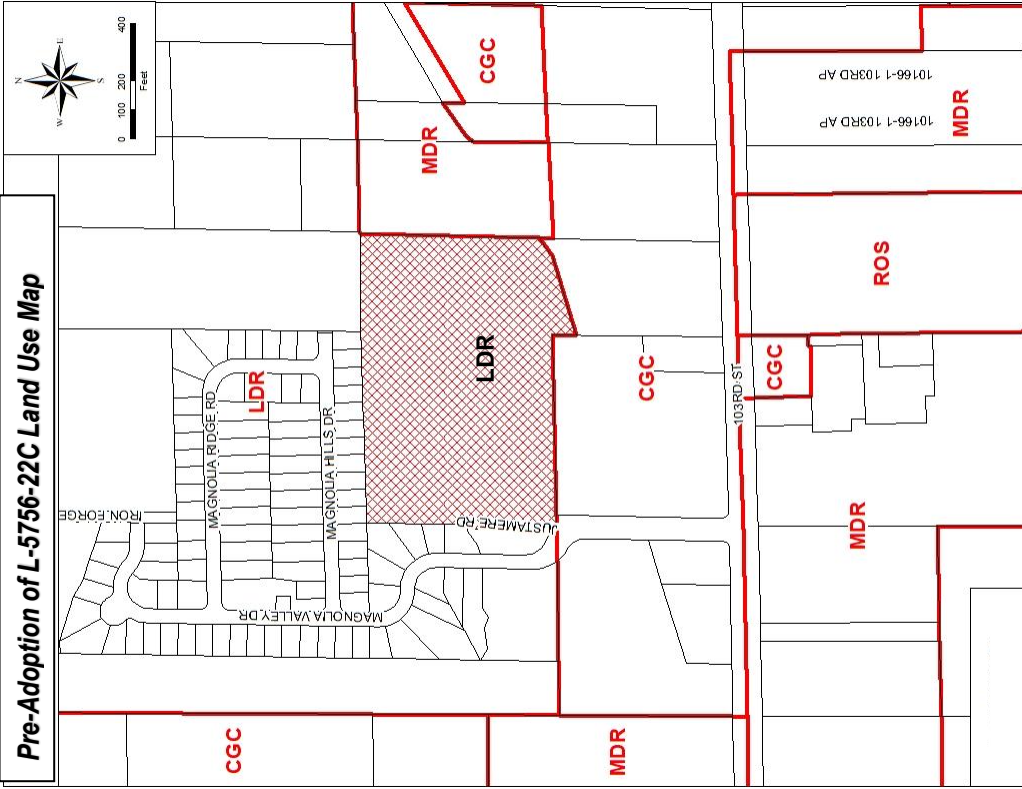 Pre-Adoption of L-5756-22C Land Use Map
N
E
S
W
0
100
200
400
Feet
CGC
MDR
10166-1 103RD AP
10166-1 103RD AP
MDR
ROS
LDR
LDR
CGC
CGC
103RD ST
MAGNOLIA RIDGE RD
MAGNOLIA HILLS DR
IRON FORGE
JUSTAMERE RD
MAGNOLIA VALLEY DR
MDR
CGC
MDR